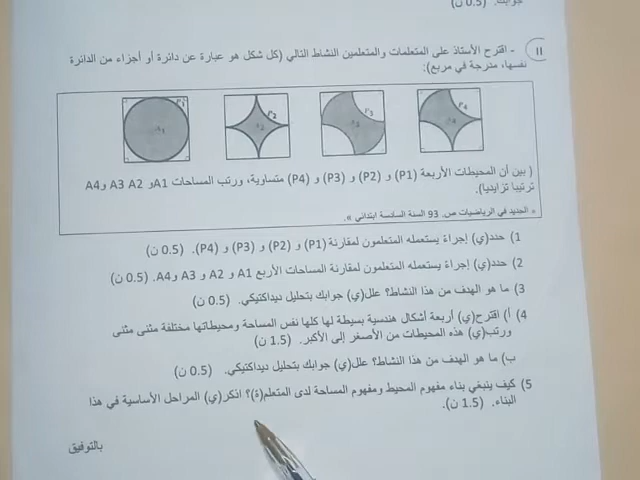 جوابك. (0.5 ن)
II - اقترح الأستاذ على المتعلمات والمتعلمين النشاط التالي (كل شكل هو عبارة عن دائرة أو أجزاء من الدائرة
نفسها، مدرجة في مربع):
P1 P2 P3 P4
A1 A2 A3 A4
( بين أن المحيطات الأربعة (P1) و (P2) و (P3) و (P4) متساوية، ورتب المساحات A1و A2 وA3 وA4
ترتيبا تزايديا).
« الجديد في الرياضيات ص. 93 السنة السادسة ابتدائي ».
1) حدد(ي) إجراء يستعمله المتعلمون لمقارنة (P1) و (P2) و (P3) و (P4). (0.5 ن)
2) حدد(ي) إجراء يستعمله المتعلمون لمقارنة المساحات الأربع A1 و A2 و A3 وA4. (0.5 ن)
3) ما هو الهدف من هذا النشاط؟ علل(ي) جوابك بتحليل ديداكتيكي. (0.5 ن)
4) أ) اقترح(ي) أربعة أشكال هندسية بسيطة لها كلها نفس المساحة ومحيطاتها مختلفة مثنى مثنى
ورتب(ي) هذه المحيطات من الأصغر إلى الأكبر. (1.5 ن)
ب) ما هو الهدف من هذا النشاط؟ علل(ي) جوابك بتحليل ديداكتيكي. (0.5 ن)
5) كيف ينبغي بناء مفهوم المحيط ومفهوم المساحة لدى المتعلم(ة)؟ اذكر(ي) المراحل الأساسية في هذا
البناء. (1.5 ن).
بالتوفيق